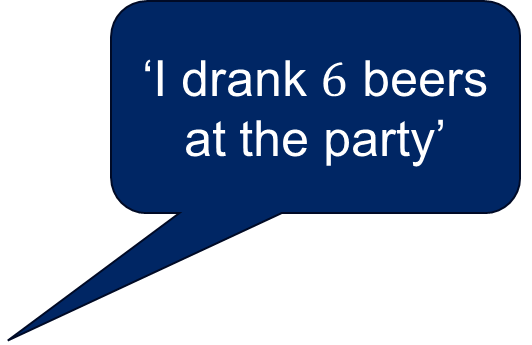 ‘I drank 6 beers
at the party’